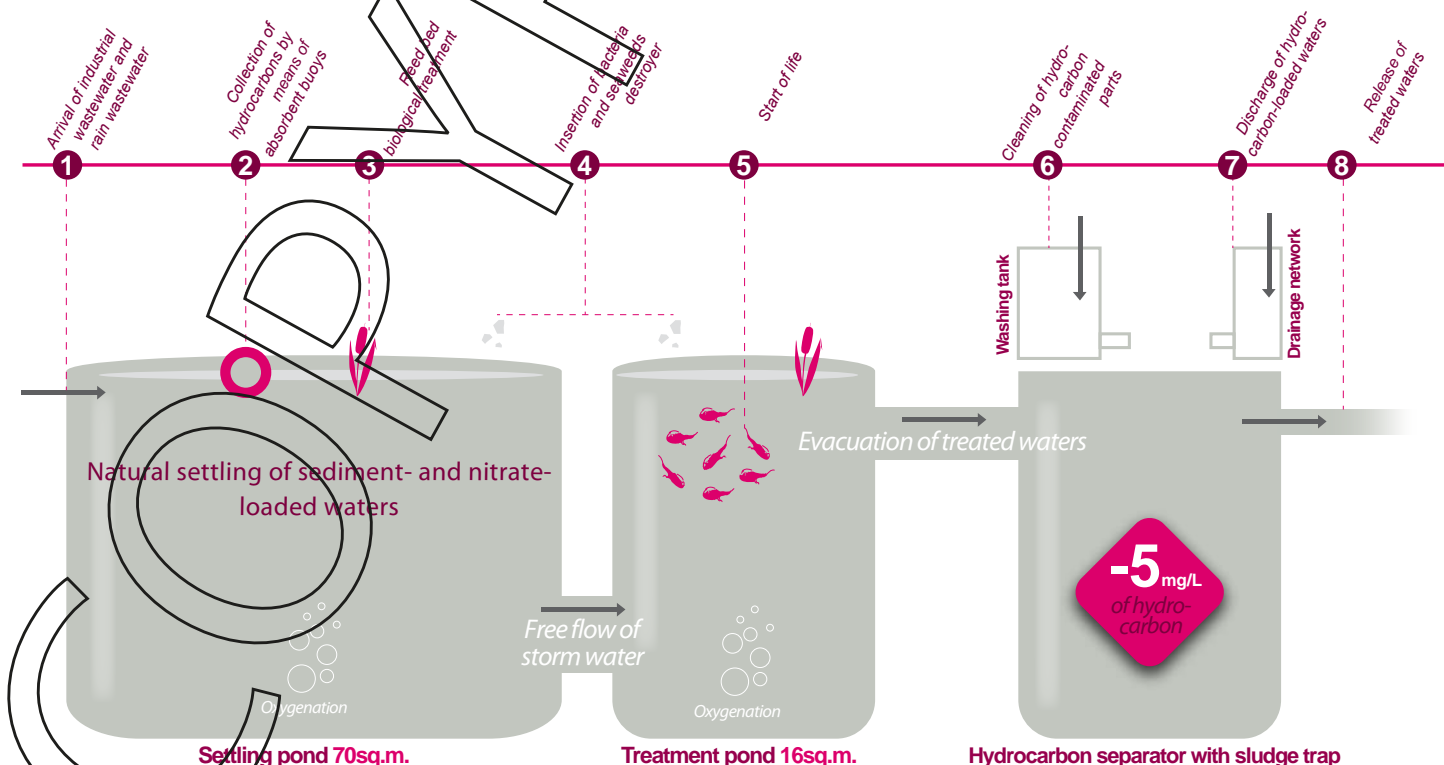 Arrival of industrial
wastewater and
rain wastewater
Collection of
hydrocarbons by
means of
absorbent buoys
Reed bed
biological treatment
Insertion of bacteria
and seaweeds
destroyer
Start of life
Cleaning of hydro-
carbon
contaminated
parts
Discharge of hydro-
carbon-loaded waters
Release of
treated waters
1
2
3
4
5
6
7
8
Washing tank
Drainage network
Natural settling of sediment- and nitrate-
loaded waters
Evacuation of treated waters
-5 mg/L
of hydro-
carbon
Free flow of
storm water
Oxygenation
Oxygenation
Settling pond 70sq.m.
Treatment pond 16sq.m.
Hydrocarbon separator with sludge trap
COPY